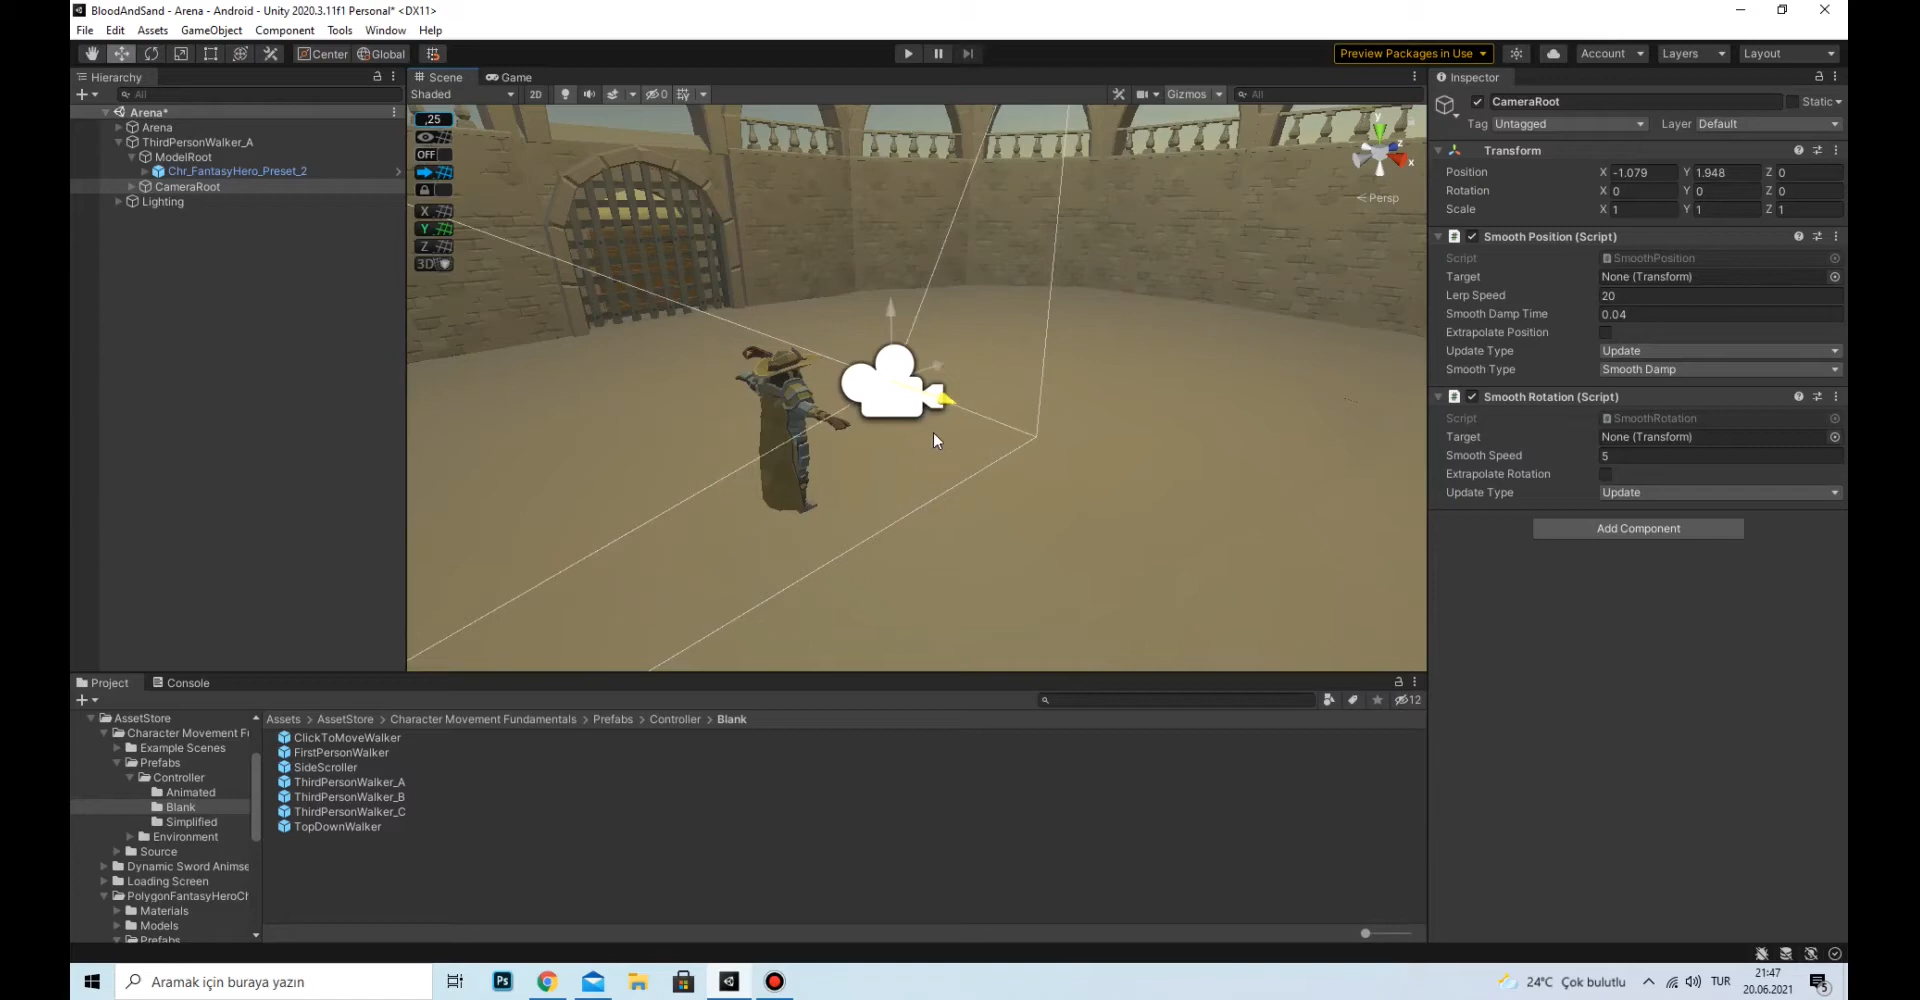 BloodAndSand - Arena - Android - Unity 2020.3.11f1 Personal* <DX11>
File Edit Assets GameObject Component Tools Window Help
Center Global Preview Packages in Use Account Layers Layout
Hierarchy
All
Arena*
Arena
ThirdPersonWalker_A
ModelRoot
Chr_FantasyHero_Preset_2
CameraRoot
Lighting
Scene Game
Shaded 2D 0 Gizmos All
,25
OFF
X
Y
Z
3D
y
z
x
Persp
Inspector
CameraRoot Static
Tag Untagged Layer Default
Transform
Position X -1.079 Y 1.948 Z 0
Rotation X 0 Y 0 Z 0
Scale X 1 Y 1 Z 1
Smooth Position (Script)
Script SmoothPosition
Target None (Transform)
Lerp Speed 20
Smooth Damp Time 0.04
Extrapolate Position
Update Type Update
Smooth Type Smooth Damp
Smooth Rotation (Script)
Script SmoothRotation
Target None (Transform)
Smooth Speed 5
Extrapolate Rotation
Update Type Update
Add Component
Project Console
12
AssetStore
Character Movement F
Example Scenes
Prefabs
Controller
Animated
Blank
Simplified
Environment
Source
Dynamic Sword Animse
Loading Screen
PolygonFantasyHeroCh
Materials
Models
Prefabs
Assets > AssetStore > Character Movement Fundamentals > Prefabs > Controller > Blank
ClickToMoveWalker
FirstPersonWalker
SideScroller
ThirdPersonWalker_A
ThirdPersonWalker_B
ThirdPersonWalker_C
TopDownWalker
Aramak için buraya yazın
Ps
24°C Çok bulutlu
TUR
21:47
20.06.2021
5